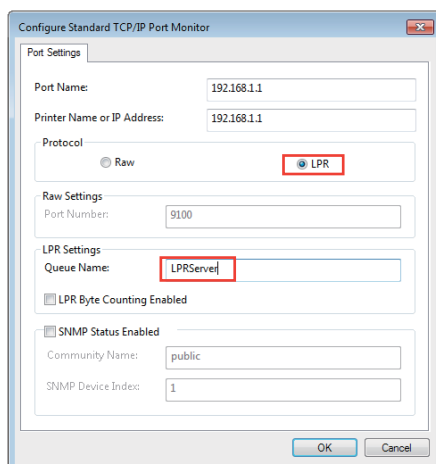 Configure Standard TCP/IP Port Monitor
Port Settings
Port Name: 192.168.1.1
Printer Name or IP Address: 192.168.1.1
Protocol
Raw LPR
Raw Settings
Port Number: 9100
LPR Settings
Queue Name: LPRServer
LPR Byte Counting Enabled
SNMP Status Enabled
Community Name: public
SNMP Device Index: 1
OK Cancel